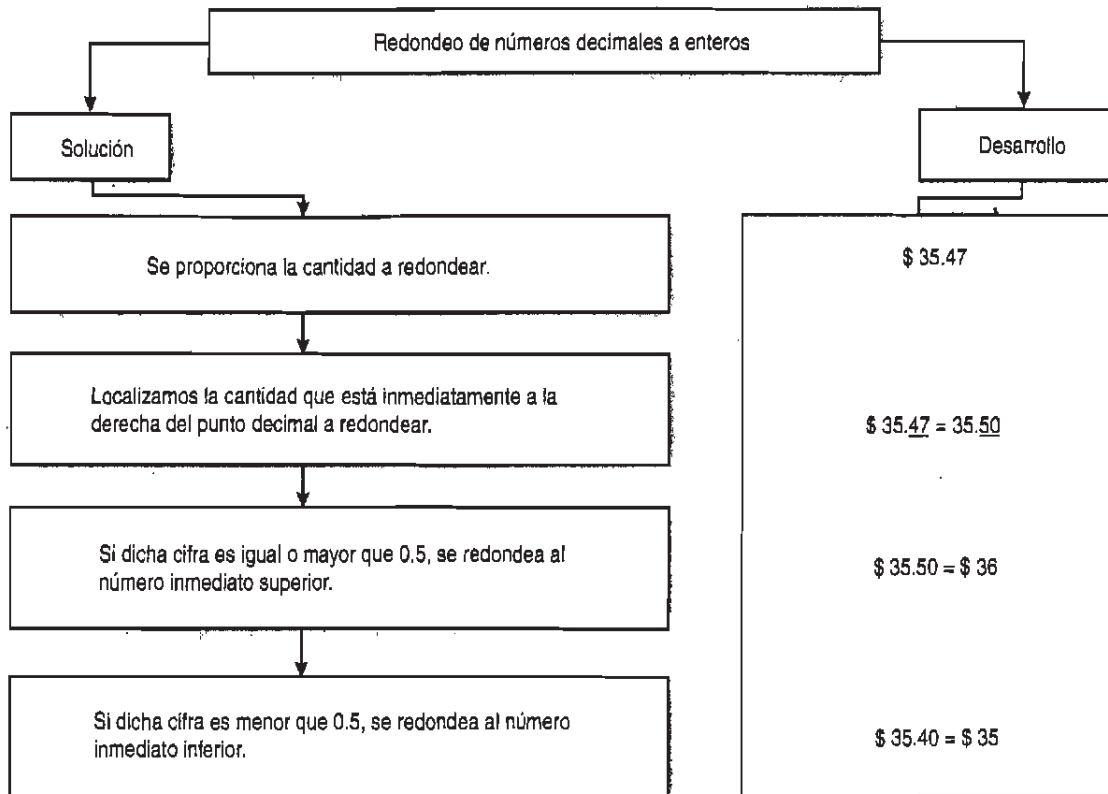 Redondeo de números decimales a enteros
Solución
Desarrollo
Se proporciona la cantidad a redondear.
$ 35.47
Localizamos la cantidad que está inmediatamente a la
derecha del punto decimal a redondear.
$ 35.47 = 35.50
Si dicha cifra es igual o mayor que 0.5, se redondea al
número inmediato superior.
$ 35.50 = $ 36
Si dicha cifra es menor que 0.5, se redondea al número
inmediato inferior.
$ 35.40 = $ 35